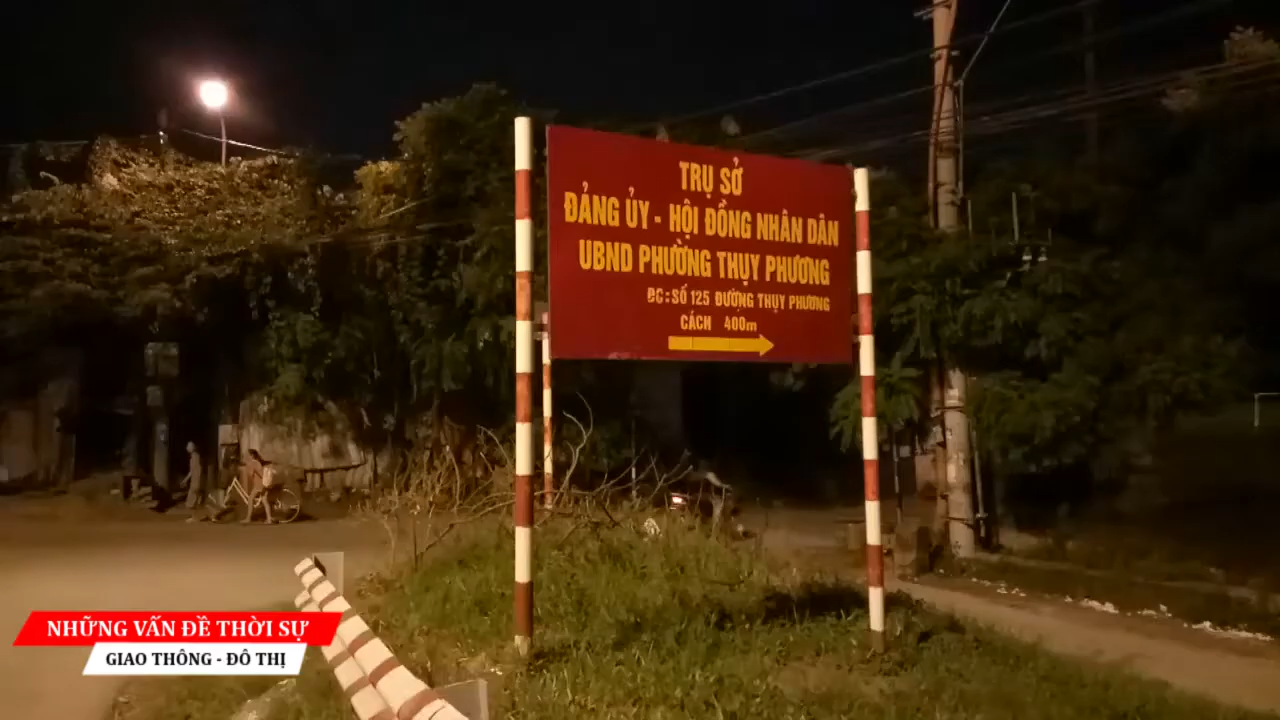 TRỤ SỞ
ĐẢNG ỦY - HỘI ĐỒNG NHÂN DÂN
UBND PHƯỜNG THỤY PHƯƠNG
ĐC: SỐ 125 ĐƯỜNG THỤY PHƯƠNG
CÁCH 400m
NHỮNG VẤN ĐỀ THỜI SỰ
GIAO THÔNG - ĐÔ THỊ